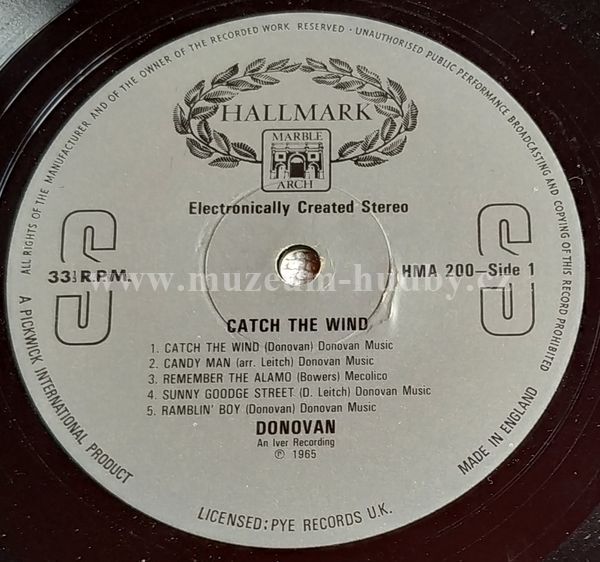 ALL RIGHTS OF THE MANUFACTURER AND OF THE OWNER OF THE RECORDED WORK RESERVED · UNAUTHORISED PUBLIC PERFORMANCE BROADCASTING AND COPYING OF THIS RECORD PROHIBITED
HALLMARK
MARBLE
ARCH
Electronically Created Stereo
33⅓ R.P.M.
HMA 200—Side 1
www.muzeum-hudby.cz
CATCH THE WIND
1. CATCH THE WIND (Donovan) Donovan Music
2. CANDY MAN (arr. Leitch) Donovan Music
3. REMEMBER THE ALAMO (Bowers) Mecolico
4. SUNNY GOODGE STREET (D. Leitch) Donovan Music
5. RAMBLIN' BOY (Donovan) Donovan Music
DONOVAN
An Iver Recording
℗ 1965
A PICKWICK INTERNATIONAL PRODUCT
LICENSED: PYE RECORDS U.K.
MADE IN ENGLAND